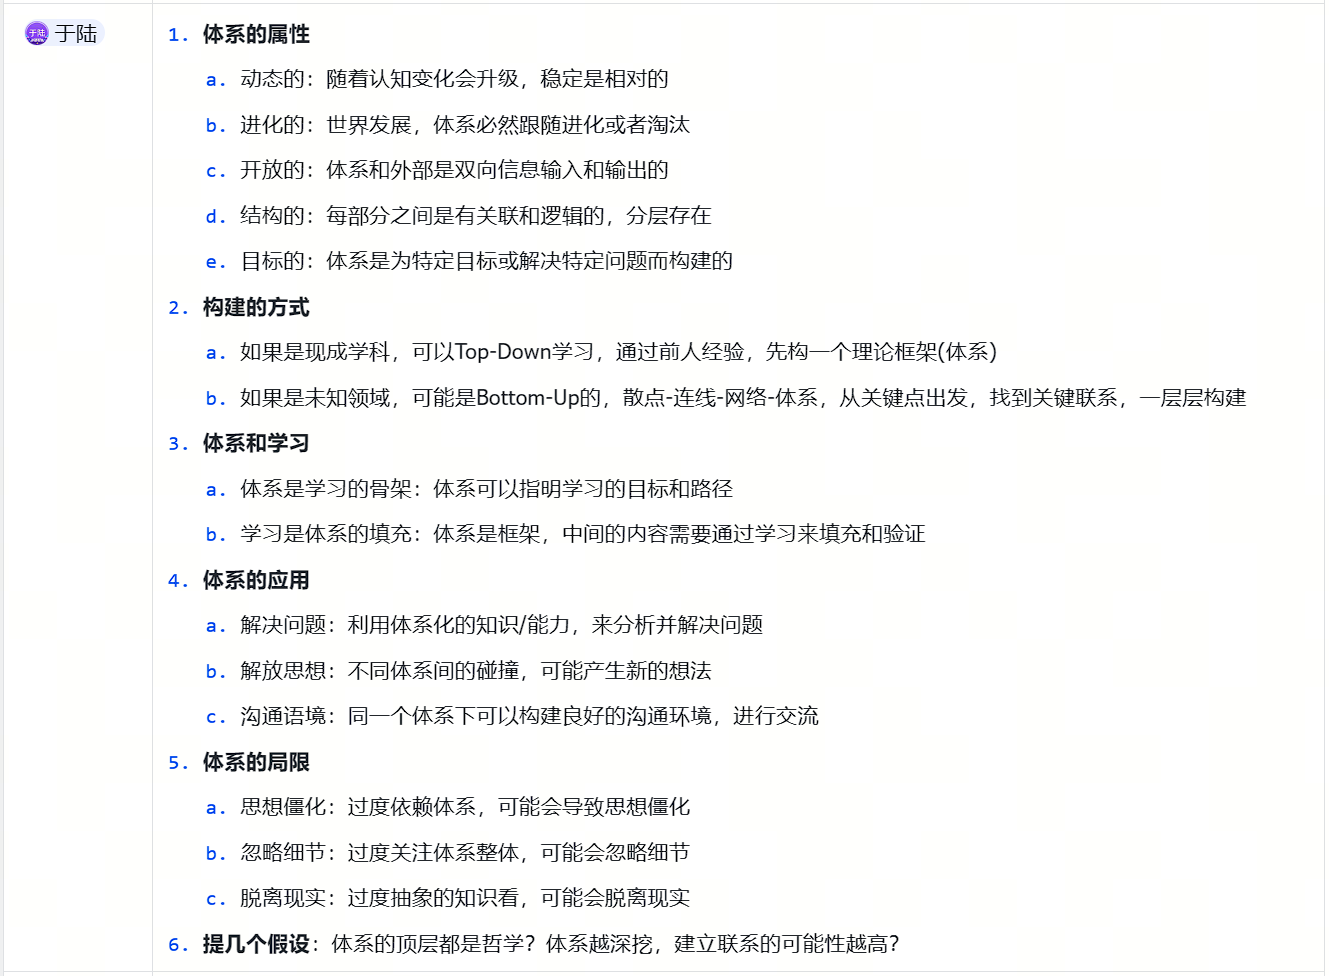 于陆
1. 体系的属性
a. 动态的：随着认知变化会升级，稳定是相对的
b. 进化的：世界发展，体系必然跟随进化或者淘汰
c. 开放的：体系和外部是双向信息输入和输出的
d. 结构的：每部分之间是有关联和逻辑的，分层存在
e. 目标的：体系是为特定目标或解决特定问题而构建的
2. 构建的方式
a. 如果是现成学科，可以Top-Down学习，通过前人经验，先构一个理论框架(体系)
b. 如果是未知领域，可能是Bottom-Up的，散点-连线-网络-体系，从关键点出发，找到关键联系，一层层构建
3. 体系和学习
a. 体系是学习的骨架：体系可以指明学习的目标和路径
b. 学习是体系的填充：体系是框架，中间的内容需要通过学习来填充和验证
4. 体系的应用
a. 解决问题：利用体系化的知识/能力，来分析并解决问题
b. 解放思想：不同体系间的碰撞，可能产生新的想法
c. 沟通语境：同一个体系下可以构建良好的沟通环境，进行交流
5. 体系的局限
a. 思想僵化：过度依赖体系，可能会导致思想僵化
b. 忽略细节：过度关注体系整体，可能会忽略细节
c. 脱离现实：过度抽象的知识看，可能会脱离现实
6. 提几个假设：体系的顶层都是哲学？体系越深挖，建立联系的可能性越高？